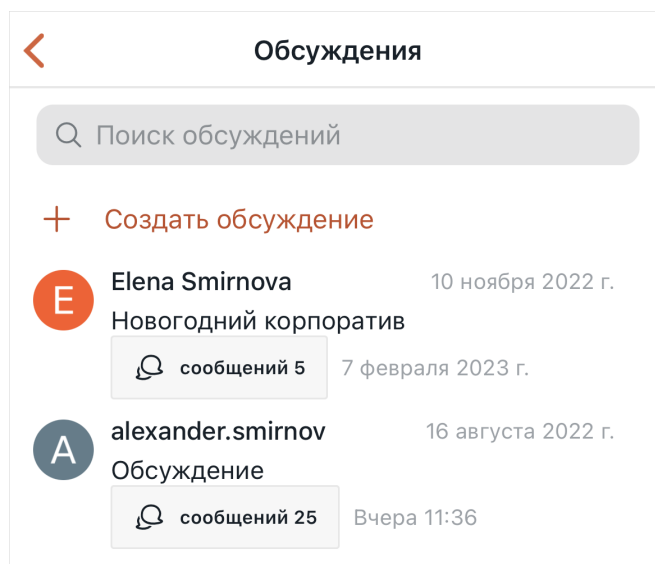 Обсуждения
Поиск обсуждений
Создать обсуждение
E Elena Smirnova 10 ноября 2022 г.
Новогодний корпоратив
сообщений 5 7 февраля 2023 г.
A alexander.smirnov 16 августа 2022 г.
Обсуждение
сообщений 25 Вчера 11:36